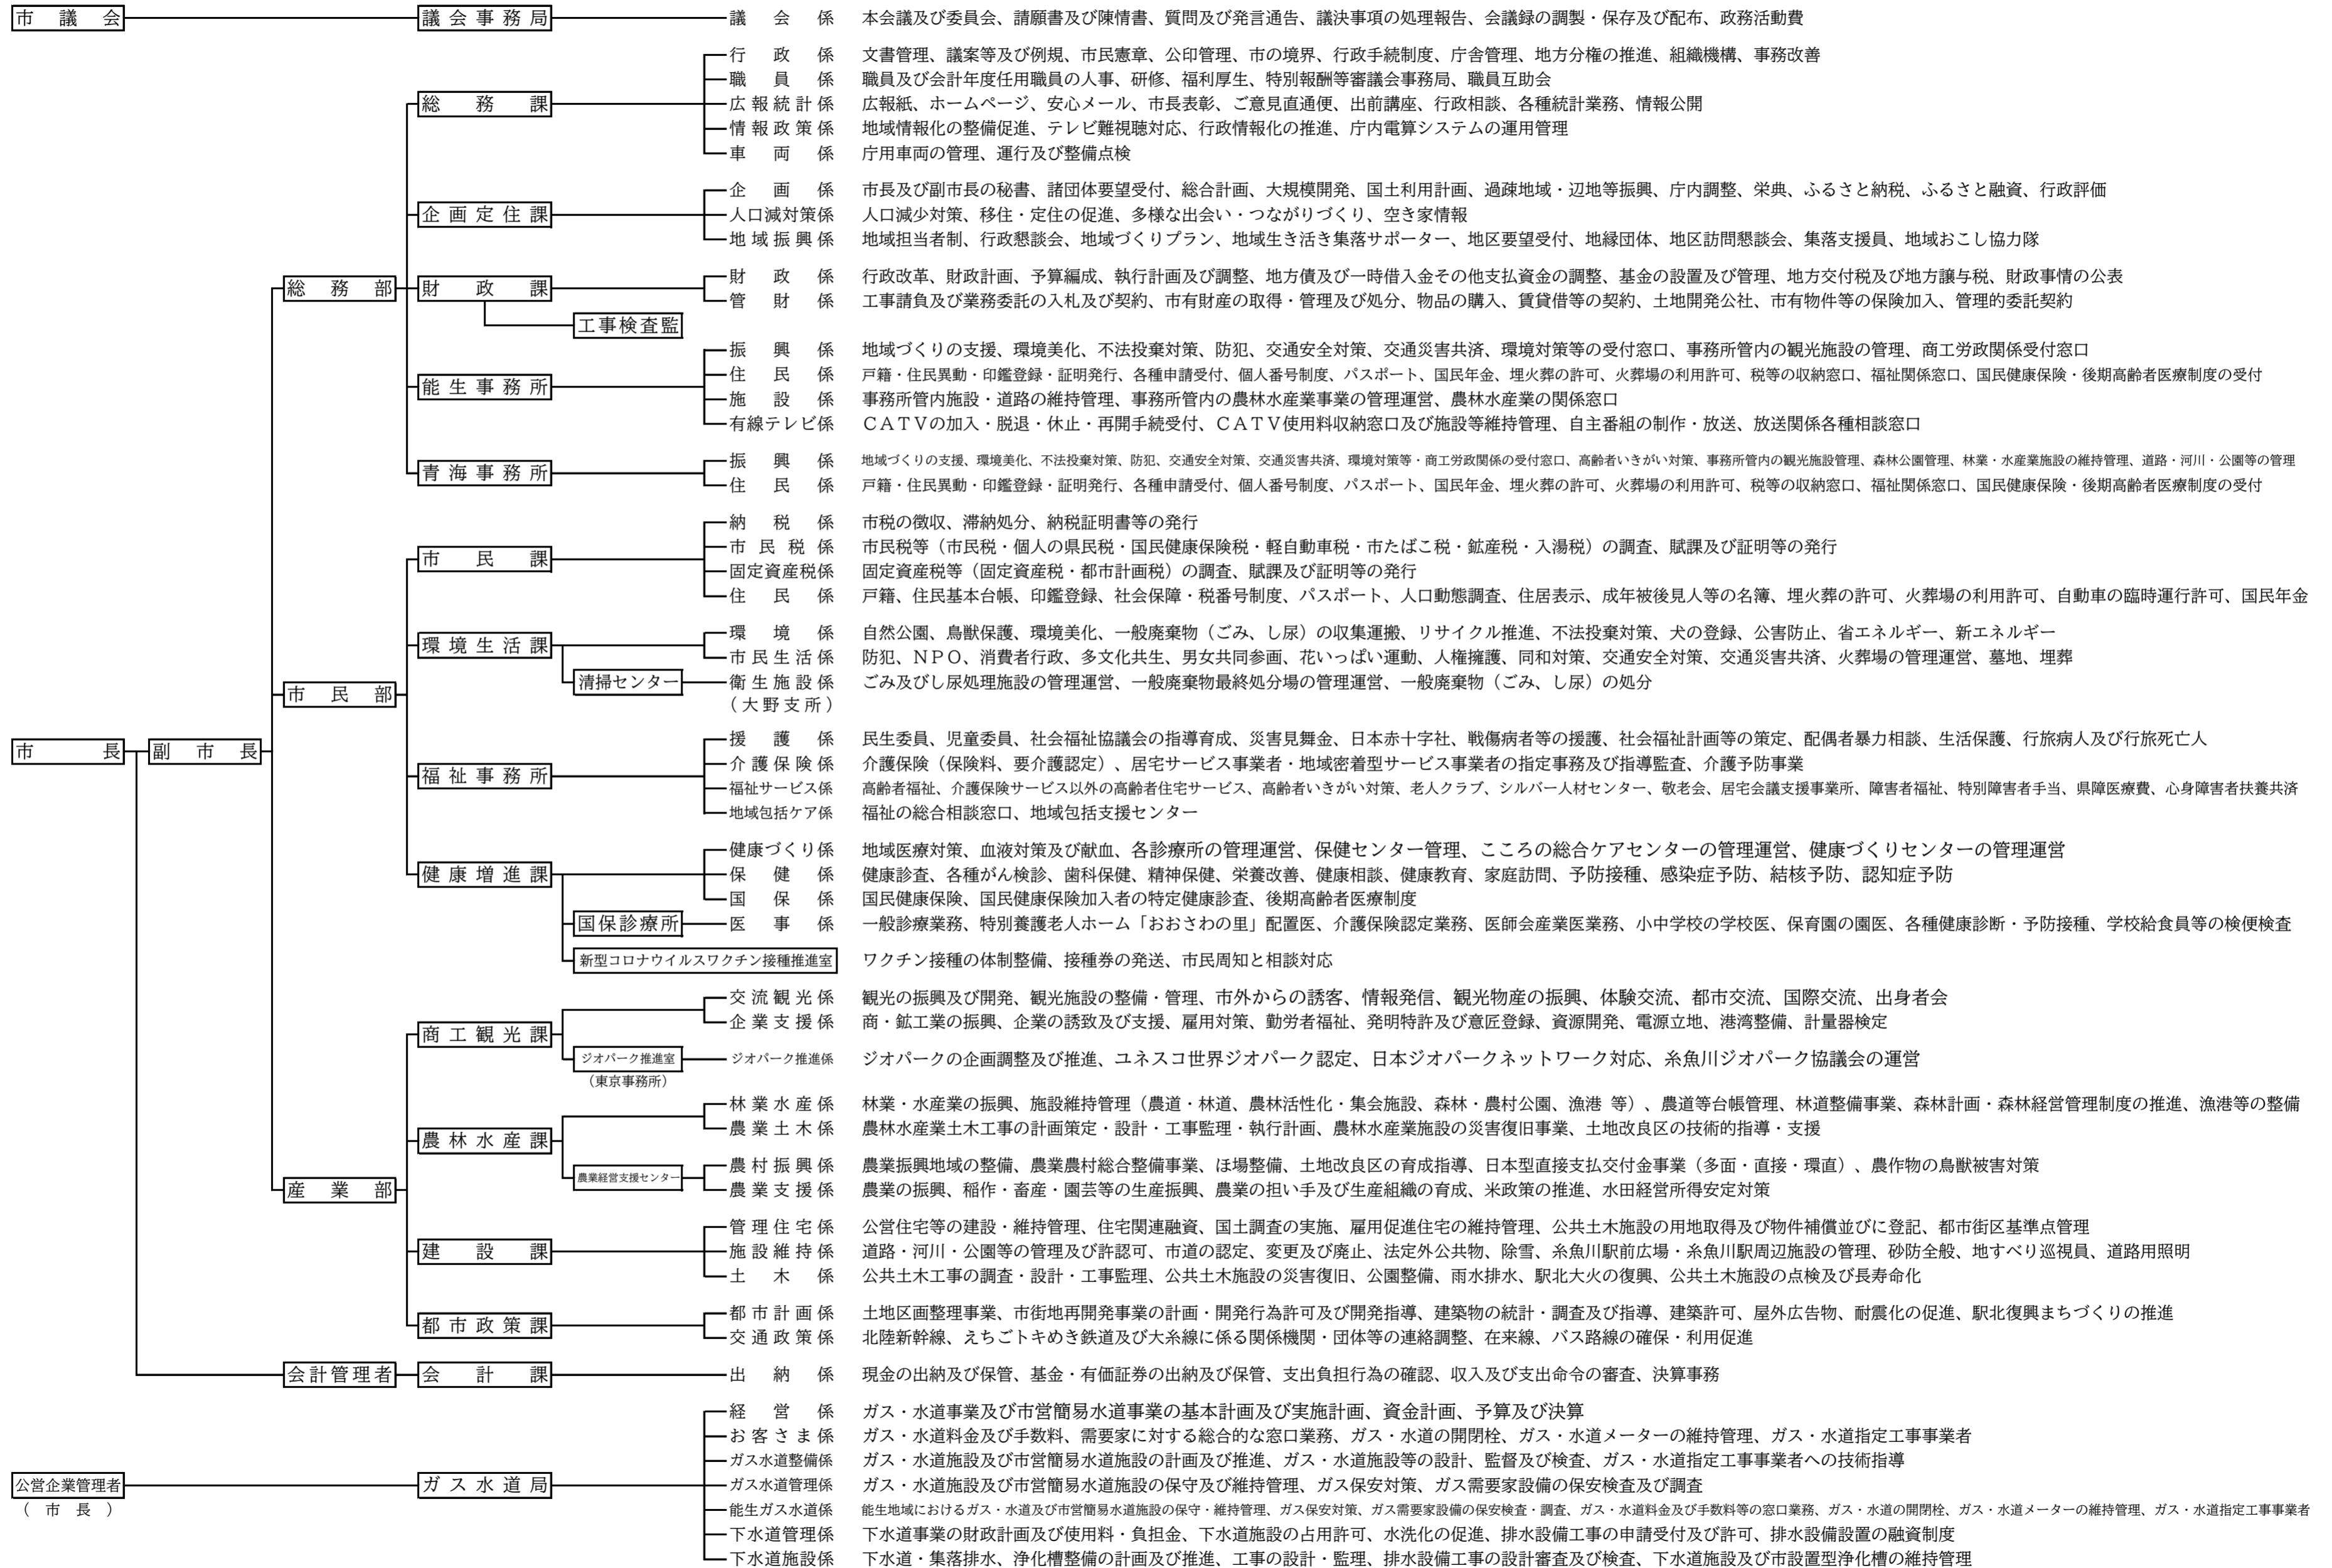 市議会 議会事務局 議会係 本会議及び委員会、請願書及び陳情書、質問及び発言通告、議決事項の処理報告、会議録の調製・保存及び配布、政務活動費
行政係 文書管理、議案等及び例規、市民憲章、公印管理、市の境界、行政手続制度、庁舎管理、地方分権の推進、組織機構、事務改善
職員係 職員及び会計年度任用職員の人事、研修、福利厚生、特別報酬等審議会事務局、職員互助会
総務課 広報統計係 広報紙、ホームページ、安心メール、市長表彰、ご意見直通便、出前講座、行政相談、各種統計業務、情報公開
情報政策係 地域情報化の整備促進、テレビ難視聴対応、行政情報化の推進、庁内電算システムの運用管理
車両係 庁用車両の管理、運行及び整備点検
企画係 市長及び副市長の秘書、諸団体要望受付、総合計画、大規模開発、国土利用計画、過疎地域・辺地等振興、庁内調整、栄典、ふるさと納税、ふるさと融資、行政評価
企画定住課 人口減対策係 人口減少対策、移住・定住の促進、多様な出会い・つながりづくり、空き家情報
地域振興係 地域担当者制、行政懇談会、地域づくりプラン、地域生き活き集落サポーター、地区要望受付、地縁団体、地区訪問懇談会、集落支援員、地域おこし協力隊
財政係 行政改革、財政計画、予算編成、執行計画及び調整、地方債及び一時借入金その他支払資金の調整、基金の設置及び管理、地方交付税及び地方譲与税、財政事情の公表
総務部 財政課
管財係 工事請負及び業務委託の入札及び契約、市有財産の取得・管理及び処分、物品の購入、賃貸借等の契約、土地開発公社、市有物件等の保険加入、管理的委託契約
工事検査監
振興係 地域づくりの支援、環境美化、不法投棄対策、防犯、交通安全対策、交通災害共済、環境対策等の受付窓口、事務所管内の観光施設の管理、商工労政関係受付窓口
住民係 戸籍・住民異動・印鑑登録・証明発行、各種申請受付、個人番号制度、パスポート、国民年金、埋火葬の許可、火葬場の利用許可、税等の収納窓口、福祉関係窓口、国民健康保険・後期高齢者医療制度の受付
能生事務所
施設係 事務所管内施設・道路の維持管理、事務所管内の農林水産業事業の管理運営、農林水産業の関係窓口
有線テレビ係 ＣＡＴＶの加入・脱退・休止・再開手続受付、ＣＡＴＶ使用料収納窓口及び施設等維持管理、自主番組の制作・放送、放送関係各種相談窓口
振興係 地域づくりの支援、環境美化、不法投棄対策、防犯、交通安全対策、交通災害共済、環境対策等・商工労政関係の受付窓口、高齢者いきがい対策、事務所管内の観光施設管理、森林公園管理、林業・水産業施設の維持管理、道路・河川・公園等の管理
青海事務所
住民係 戸籍・住民異動・印鑑登録・証明発行、各種申請受付、個人番号制度、パスポート、国民年金、埋火葬の許可、火葬場の利用許可、税等の収納窓口、福祉関係窓口、国民健康保険・後期高齢者医療制度の受付
納税係 市税の徴収、滞納処分、納税証明書等の発行
市民税係 市民税等（市民税・個人の県民税・国民健康保険税・軽自動車税・市たばこ税・鉱産税・入湯税）の調査、賦課及び証明等の発行
市民課
固定資産税係 固定資産税等（固定資産税・都市計画税）の調査、賦課及び証明等の発行
住民係 戸籍、住民基本台帳、印鑑登録、社会保障・税番号制度、パスポート、人口動態調査、住居表示、成年被後見人等の名簿、埋火葬の許可、火葬場の利用許可、自動車の臨時運行許可、国民年金
環境係 自然公園、鳥獣保護、環境美化、一般廃棄物（ごみ、し尿）の収集運搬、リサイクル推進、不法投棄対策、犬の登録、公害防止、省エネルギー、新エネルギー
環境生活課
市民生活係 防犯、ＮＰＯ、消費者行政、多文化共生、男女共同参画、花いっぱい運動、人権擁護、同和対策、交通安全対策、交通災害共済、火葬場の管理運営、墓地、埋葬
清掃センター 衛生施設係 ごみ及びし尿処理施設の管理運営、一般廃棄物最終処分場の管理運営、一般廃棄物（ごみ、し尿）の処分
市民部
（大野支所）
援護係 民生委員、児童委員、社会福祉協議会の指導育成、災害見舞金、日本赤十字社、戦傷病者等の援護、社会福祉計画等の策定、配偶者暴力相談、生活保護、行旅病人及び行旅死亡人
市長 副市長
介護保険係 介護保険（保険料、要介護認定）、居宅サービス事業者・地域密着型サービス事業者の指定事務及び指導監査、介護予防事業
福祉事務所
福祉サービス係 高齢者福祉、介護保険サービス以外の高齢者住宅サービス、高齢者いきがい対策、老人クラブ、シルバー人材センター、敬老会、居宅会議支援事業所、障害者福祉、特別障害者手当、県障医療費、心身障害者扶養共済
地域包括ケア係 福祉の総合相談窓口、地域包括支援センター
健康づくり係 地域医療対策、血液対策及び献血、各診療所の管理運営、保健センター管理、こころの総合ケアセンターの管理運営、健康づくりセンターの管理運営
健康増進課 保健係 健康診査、各種がん検診、歯科保健、精神保健、栄養改善、健康相談、健康教育、家庭訪問、予防接種、感染症予防、結核予防、認知症予防
国保係 国民健康保険、国民健康保険加入者の特定健康診査、後期高齢者医療制度
国保診療所 医事係 一般診療業務、特別養護老人ホーム「おおさわの里」配置医、介護保険認定業務、医師会産業医業務、小中学校の学校医、保育園の園医、各種健康診断・予防接種、学校給食員等の検便検査
新型コロナウイルスワクチン接種推進室 ワクチン接種の体制整備、接種券の発送、市民周知と相談対応
交流観光係 観光の振興及び開発、観光施設の整備・管理、市外からの誘客、情報発信、観光物産の振興、体験交流、都市交流、国際交流、出身者会
企業支援係 商・鉱工業の振興、企業の誘致及び支援、雇用対策、勤労者福祉、発明特許及び意匠登録、資源開発、電源立地、港湾整備、計量器検定
商工観光課
ジオパーク推進室 ジオパーク推進係 ジオパークの企画調整及び推進、ユネスコ世界ジオパーク認定、日本ジオパークネットワーク対応、糸魚川ジオパーク協議会の運営
（東京事務所）
林業水産係 林業・水産業の振興、施設維持管理（農道・林道、農林活性化・集会施設、森林・農村公園、漁港 等）、農道等台帳管理、林道整備事業、森林計画・森林経営管理制度の推進、漁港等の整備
農業土木係 農林水産業土木工事の計画策定・設計・工事監理・執行計画、農林水産業施設の災害復旧事業、土地改良区の技術的指導・支援
農林水産課
農村振興係 農業振興地域の整備、農業農村総合整備事業、ほ場整備、土地改良区の育成指導、日本型直接支払交付金事業（多面・直接・環直）、農作物の鳥獣被害対策
農業経営支援センター
産業部 農業支援係 農業の振興、稲作・畜産・園芸等の生産振興、農業の担い手及び生産組織の育成、米政策の推進、水田経営所得安定対策
管理住宅係 公営住宅等の建設・維持管理、住宅関連融資、国土調査の実施、雇用促進住宅の維持管理、公共土木施設の用地取得及び物件補償並びに登記、都市街区基準点管理
建設課 施設維持係 道路・河川・公園等の管理及び許認可、市道の認定、変更及び廃止、法定外公共物、除雪、糸魚川駅前広場・糸魚川駅周辺施設の管理、砂防全般、地すべり巡視員、道路用照明
土木係 公共土木工事の調査・設計・工事監理、公共土木施設の災害復旧、公園整備、雨水排水、駅北大火の復興、公共土木施設の点検及び長寿命化
都市計画係 土地区画整理事業、市街地再開発事業の計画・開発行為許可及び開発指導、建築物の統計・調査及び指導、建築許可、屋外広告物、耐震化の促進、駅北復興まちづくりの推進
都市政策課
交通政策係 北陸新幹線、えちごトキめき鉄道及び大糸線に係る関係機関・団体等の連絡調整、在来線、バス路線の確保・利用促進
会計管理者 会計課 出納係 現金の出納及び保管、基金・有価証券の出納及び保管、支出負担行為の確認、収入及び支出命令の審査、決算事務
経営係 ガス・水道事業及び市営簡易水道事業の基本計画及び実施計画、資金計画、予算及び決算
お客さま係 ガス・水道料金及び手数料、需要家に対する総合的な窓口業務、ガス・水道の開閉栓、ガス・水道メーターの維持管理、ガス・水道指定工事事業者
ガス水道整備係 ガス・水道施設及び市営簡易水道施設の計画及び推進、ガス・水道施設等の設計、監督及び検査、ガス・水道指定工事事業者への技術指導
公営企業管理者 ガス水道局 ガス水道管理係 ガス・水道施設及び市営簡易水道施設の保守及び維持管理、ガス保安対策、ガス需要家設備の保安検査及び調査
（市長） 能生ガス水道係 能生地域におけるガス・水道及び市営簡易水道施設の保守・維持管理、ガス保安対策、ガス需要家設備の保安検査・調査、ガス・水道料金及び手数料等の窓口業務、ガス・水道の開閉栓、ガス・水道メーターの維持管理、ガス・水道指定工事事業者
下水道管理係 下水道事業の財政計画及び使用料・負担金、下水道施設の占用許可、水洗化の促進、排水設備工事の申請受付及び許可、排水設備設置の融資制度
下水道施設係 下水道・集落排水、浄化槽整備の計画及び推進、工事の設計・監理、排水設備工事の設計審査及び検査、下水道施設及び市設置型浄化槽の維持管理